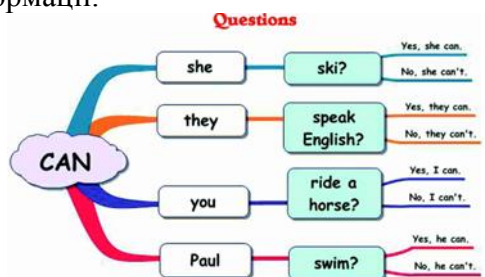 Questions
she
ski?
Yes, she can.
No, she can't.
they
speak
English?
Yes, they can.
No, they can't.
CAN
you
ride a
horse?
Yes, I can.
No, I can't.
Paul
swim?
Yes, he can.
No, he can't.